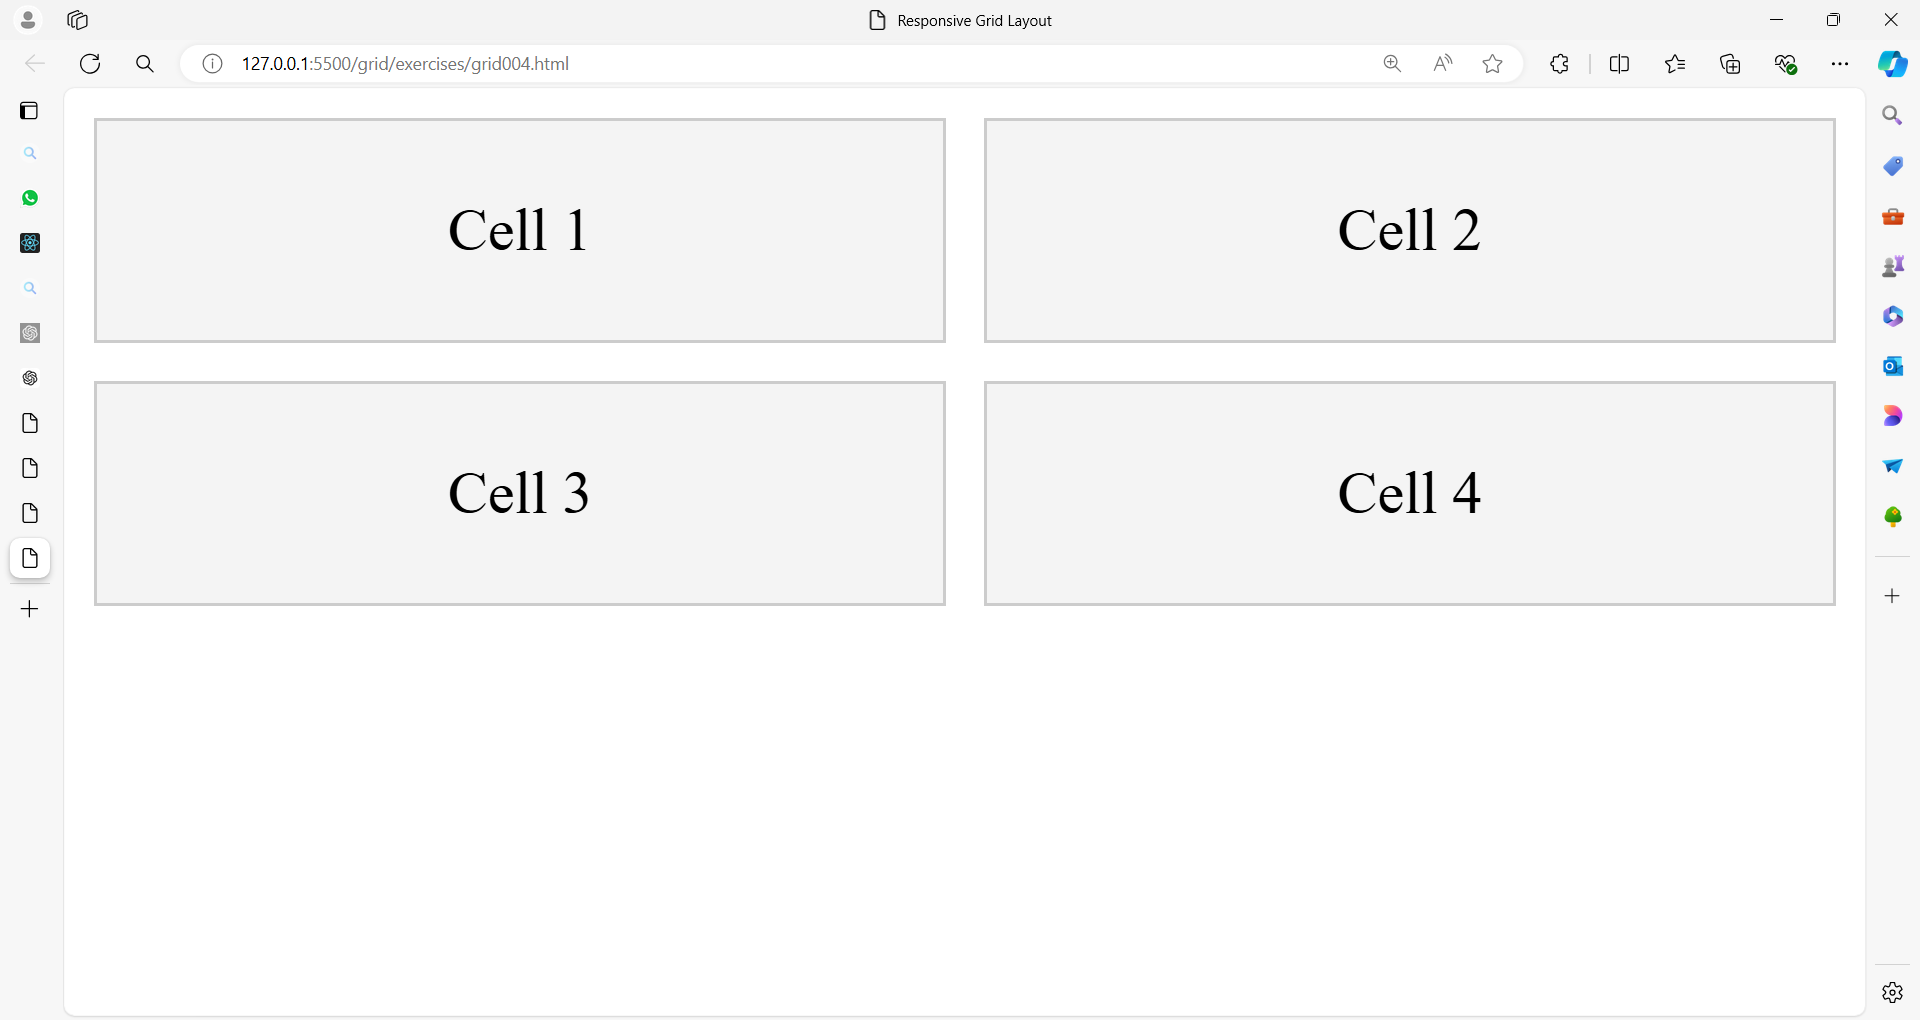 Responsive Grid Layout
127.0.0.1:5500/grid/exercises/grid004.html
Cell 1
Cell 2
Cell 3
Cell 4